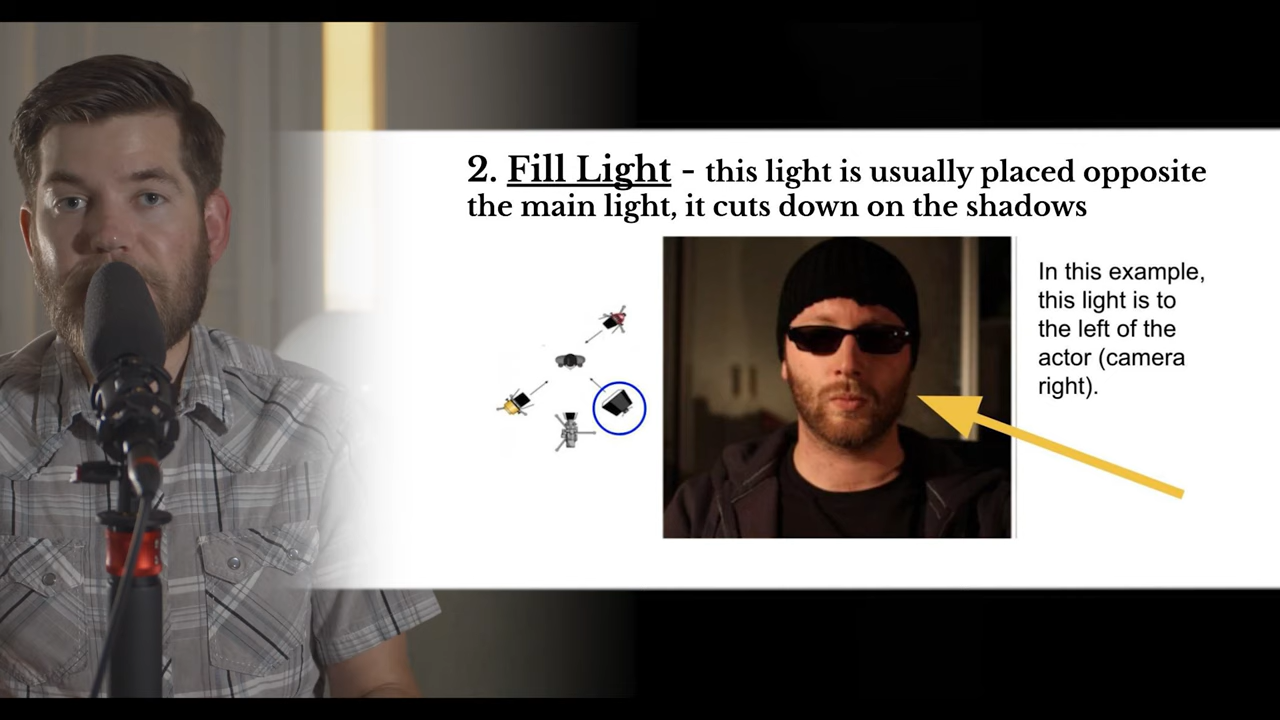 2. Fill Light - this light is usually placed opposite
the main light, it cuts down on the shadows
In this example,
this light is to
the left of the
actor (camera
right).